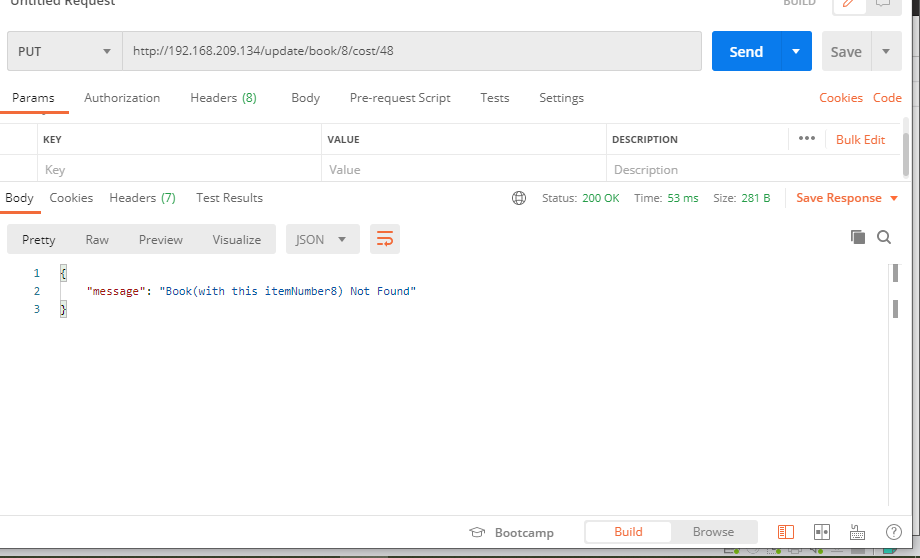 Untitled Request
BUILD
PUT http://192.168.209.134/update/book/8/cost/48 Send Save
Params Authorization Headers (8) Body Pre-request Script Tests Settings Cookies Code
KEY VALUE DESCRIPTION ••• Bulk Edit
Key Value Description
Body Cookies Headers (7) Test Results Status: 200 OK Time: 53 ms Size: 281 B Save Response
Pretty Raw Preview Visualize JSON
1 {
2 "message": "Book(with this itemNumber8) Not Found"
3 }
Bootcamp Build Browse ?